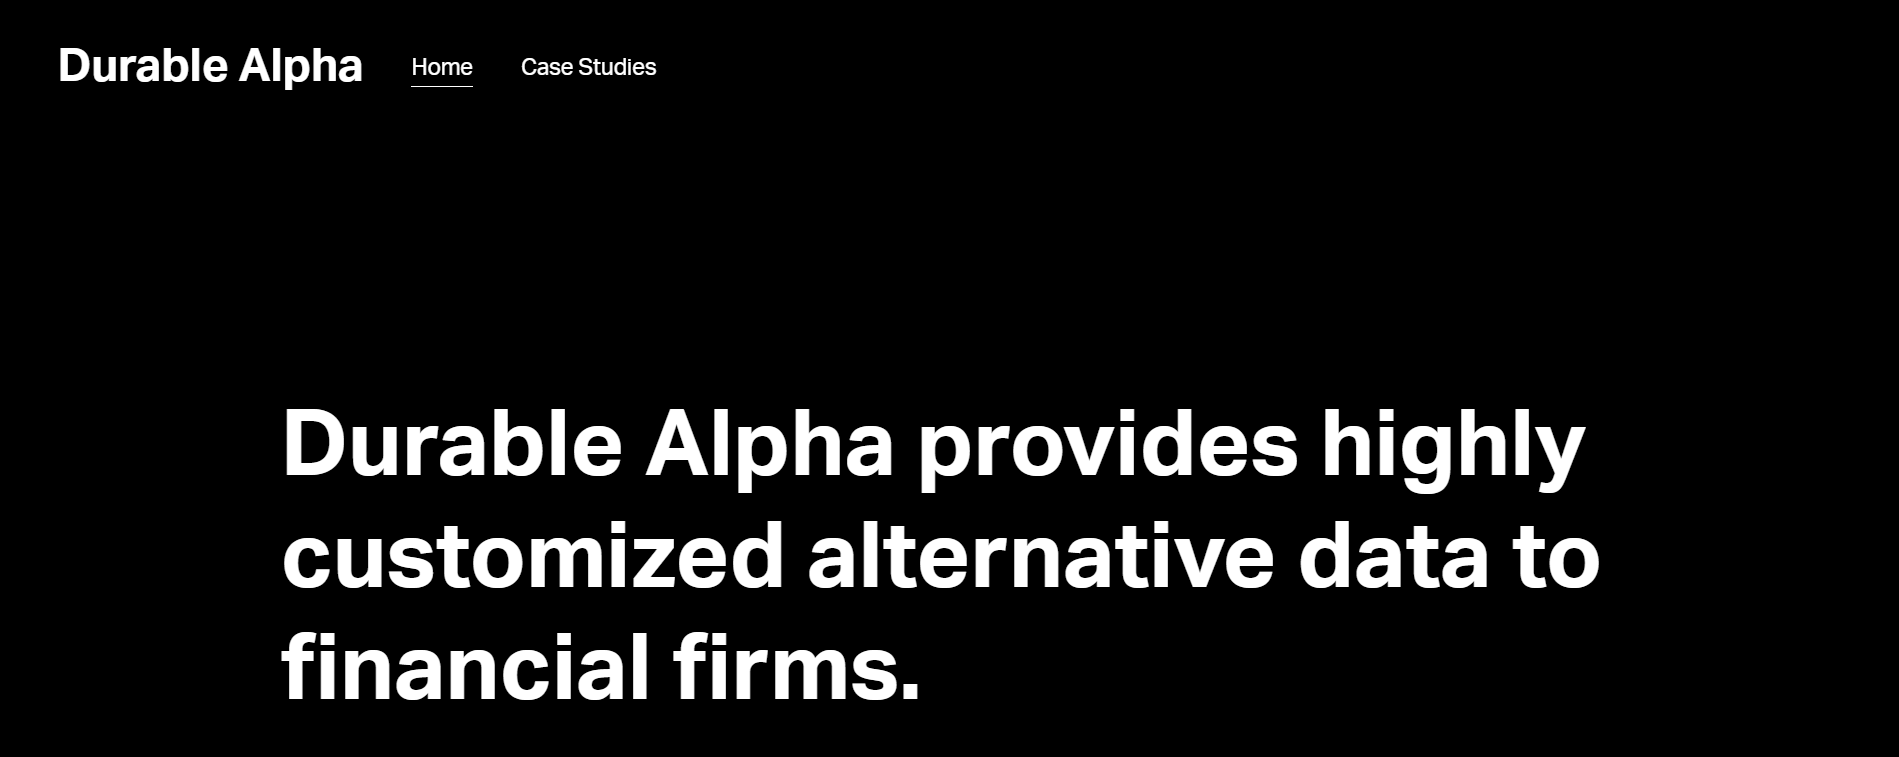 Durable Alpha Home Case Studies
Durable Alpha provides highly
customized alternative data to
financial firms.